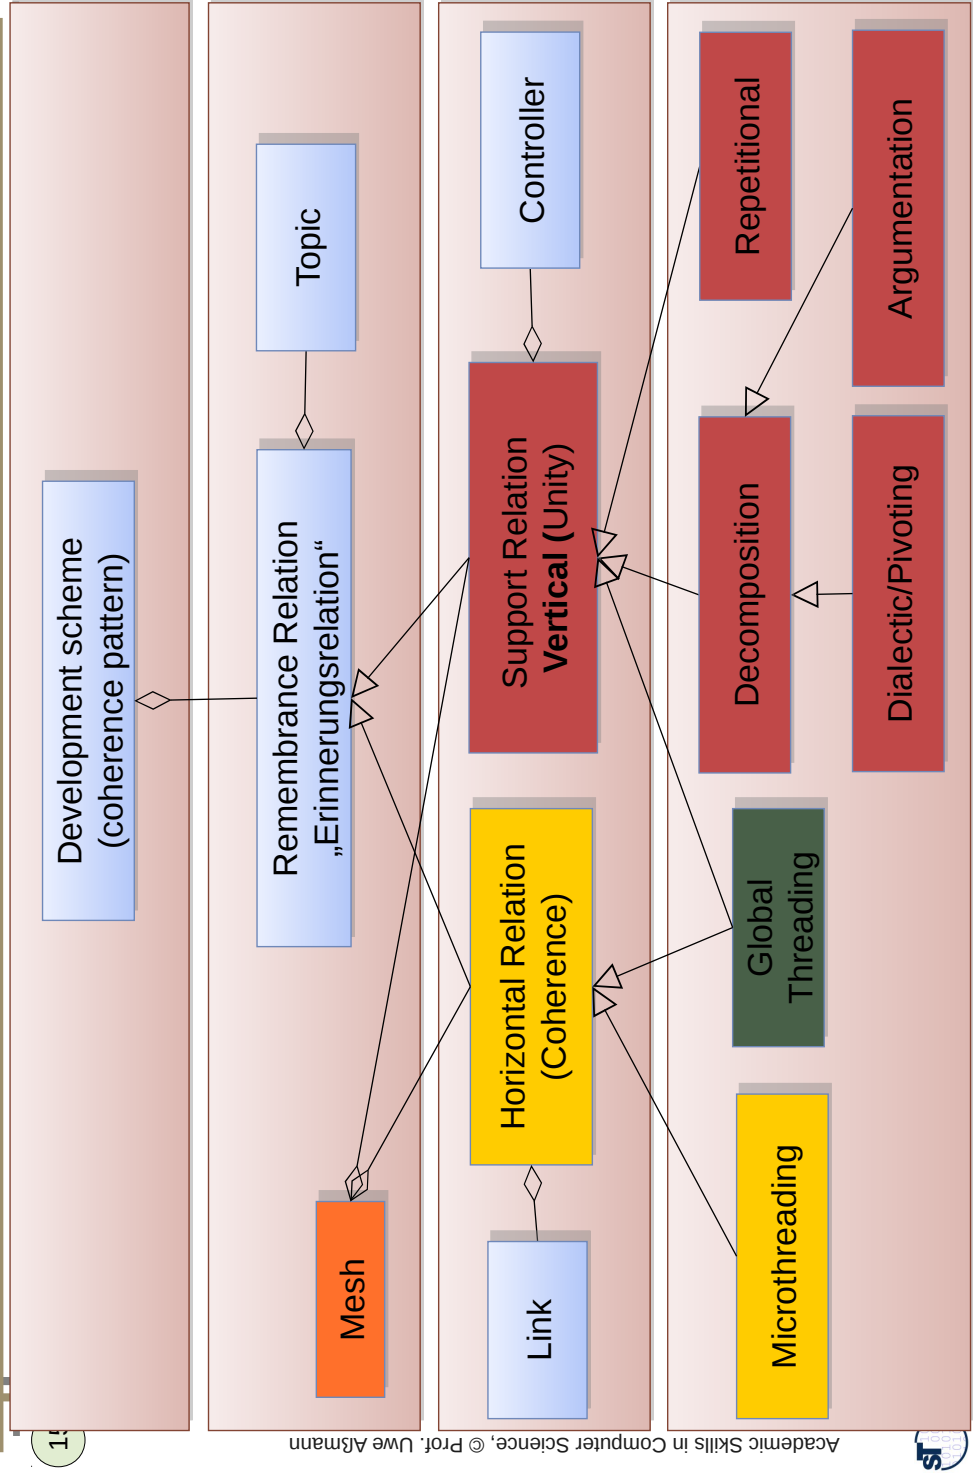 Development scheme
(coherence pattern)
Remembrance Relation
„Erinnerungsrelation“
Topic
Mesh
Horizontal Relation
(Coherence)
Support Relation
Vertical (Unity)
Controller
Link
Microthreading
Global
Threading
Decomposition
Repetitional
Dialectic/Pivoting
Argumentation
Academic Skills in Computer Science, © Prof. Uwe Aßmann
ST